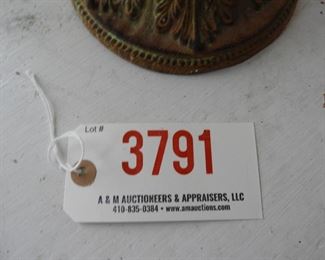 Lot #
3791
A & M AUCTIONEERS & APPRAISERS, LLC
410-835-0384 • www.amauctions.com